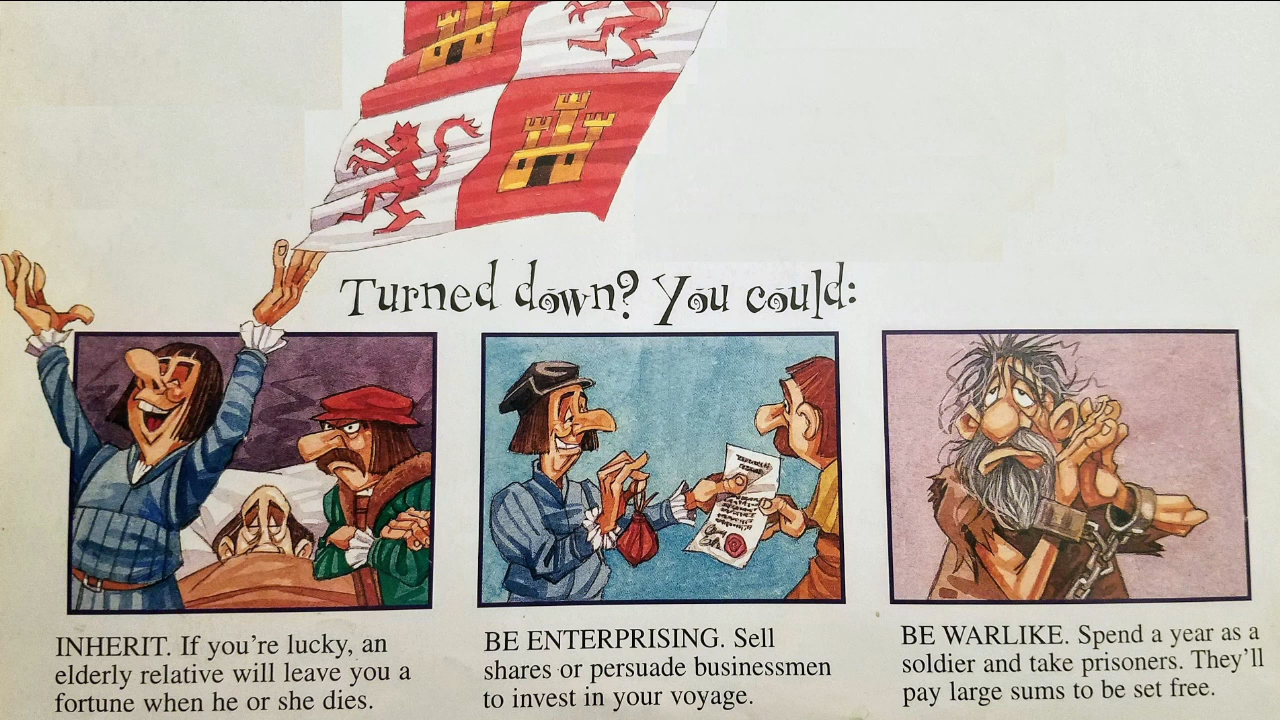 Turned down? You could:
INHERIT. If you're lucky, an
elderly relative will leave you a
fortune when he or she dies.
BE ENTERPRISING. Sell
shares or persuade businessmen
to invest in your voyage.
BE WARLIKE. Spend a year as a
soldier and take prisoners. They'll
pay large sums to be set free.